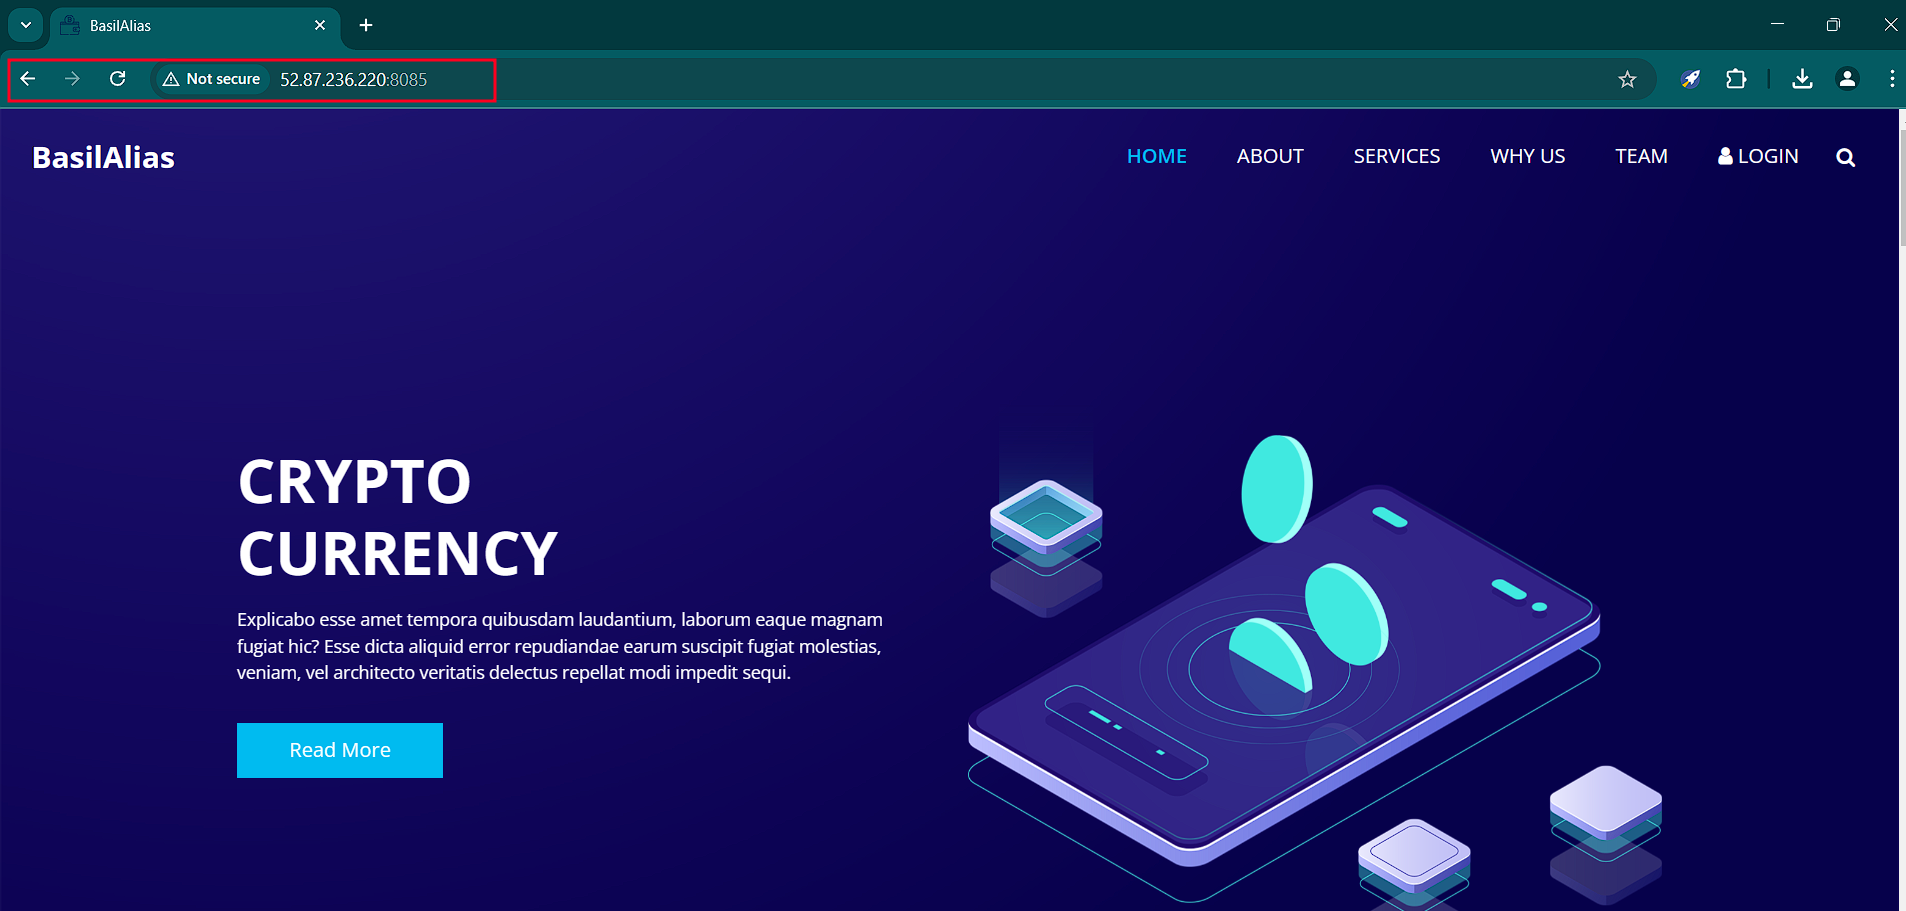 BasilAlias
Not secure 52.87.236.220:8085
BasilAlias HOME ABOUT SERVICES WHY US TEAM LOGIN
CRYPTO
CURRENCY
Explicabo esse amet tempora quibusdam laudantium, laborum eaque magnam
fugiat hic? Esse dicta aliquid error repudiandae earum suscipit fugiat molestias,
veniam, vel architecto veritatis delectus repellat modi impedit sequi.
Read More